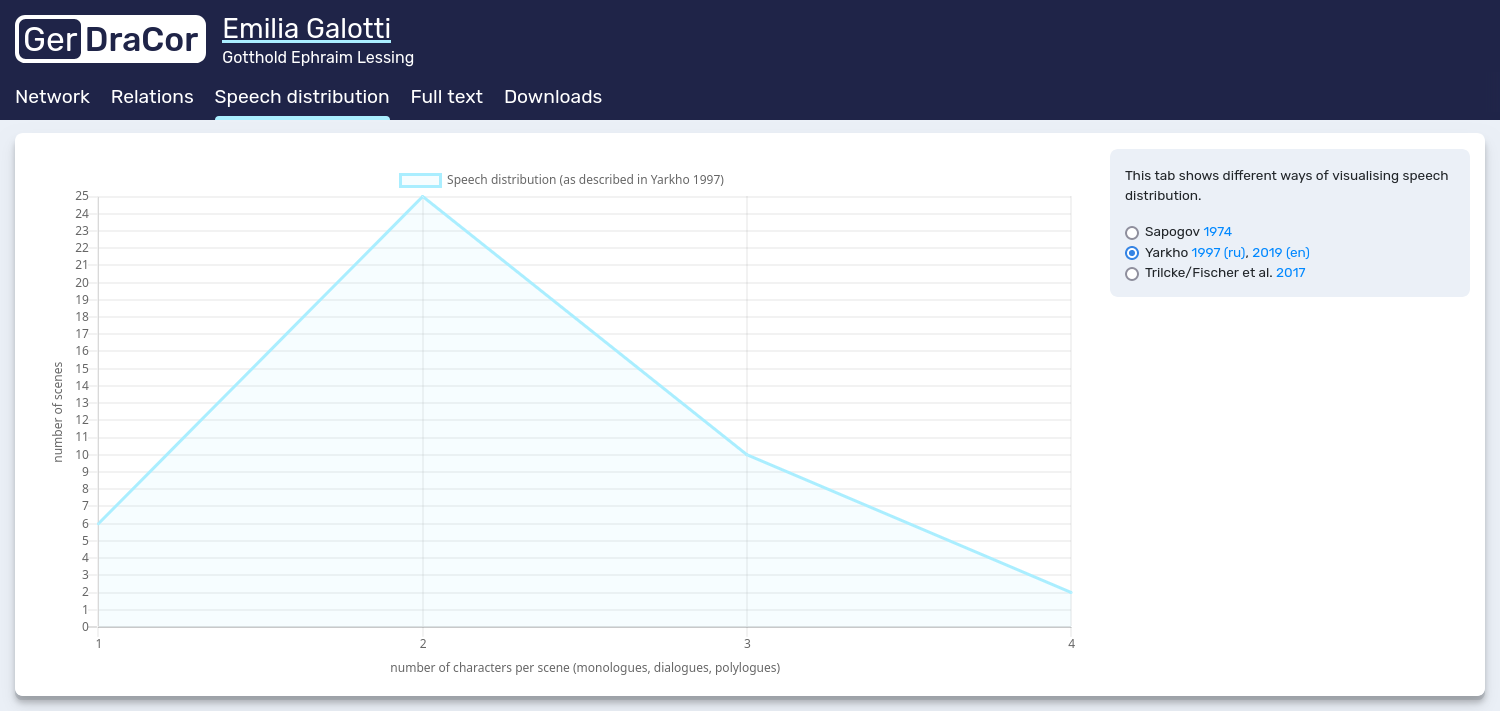 GerDraCor
Emilia Galotti
Gotthold Ephraim Lessing
Network Relations Speech distribution Full text Downloads
Speech distribution (as described in Yarkho 1997)
25
24
23
22
21
20
19
18
17
16
15
14
13
12
11
10
9
8
7
6
5
4
3
2
1
0
number of scenes
1 2 3 4
number of characters per scene (monologues, dialogues, polylogues)
This tab shows different ways of visualising speech
distribution.
Sapogov 1974
Yarkho 1997 (ru), 2019 (en)
Trilcke/Fischer et al. 2017